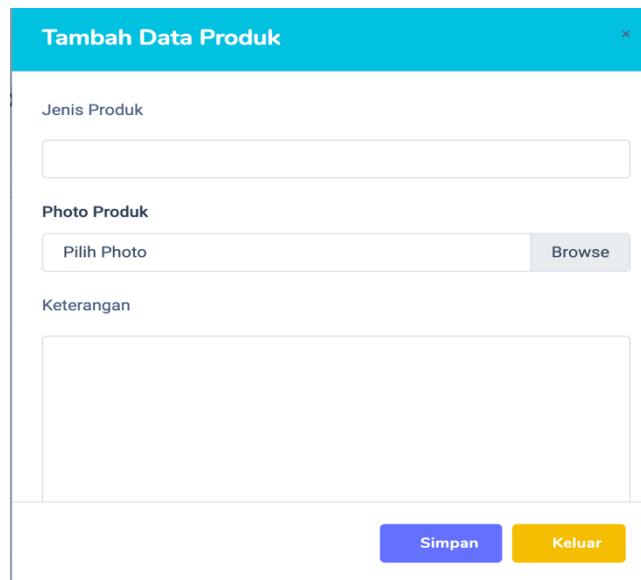 Tambah Data Produk
×
Jenis Produk
Photo Produk
Pilih Photo Browse
Keterangan
Simpan Keluar